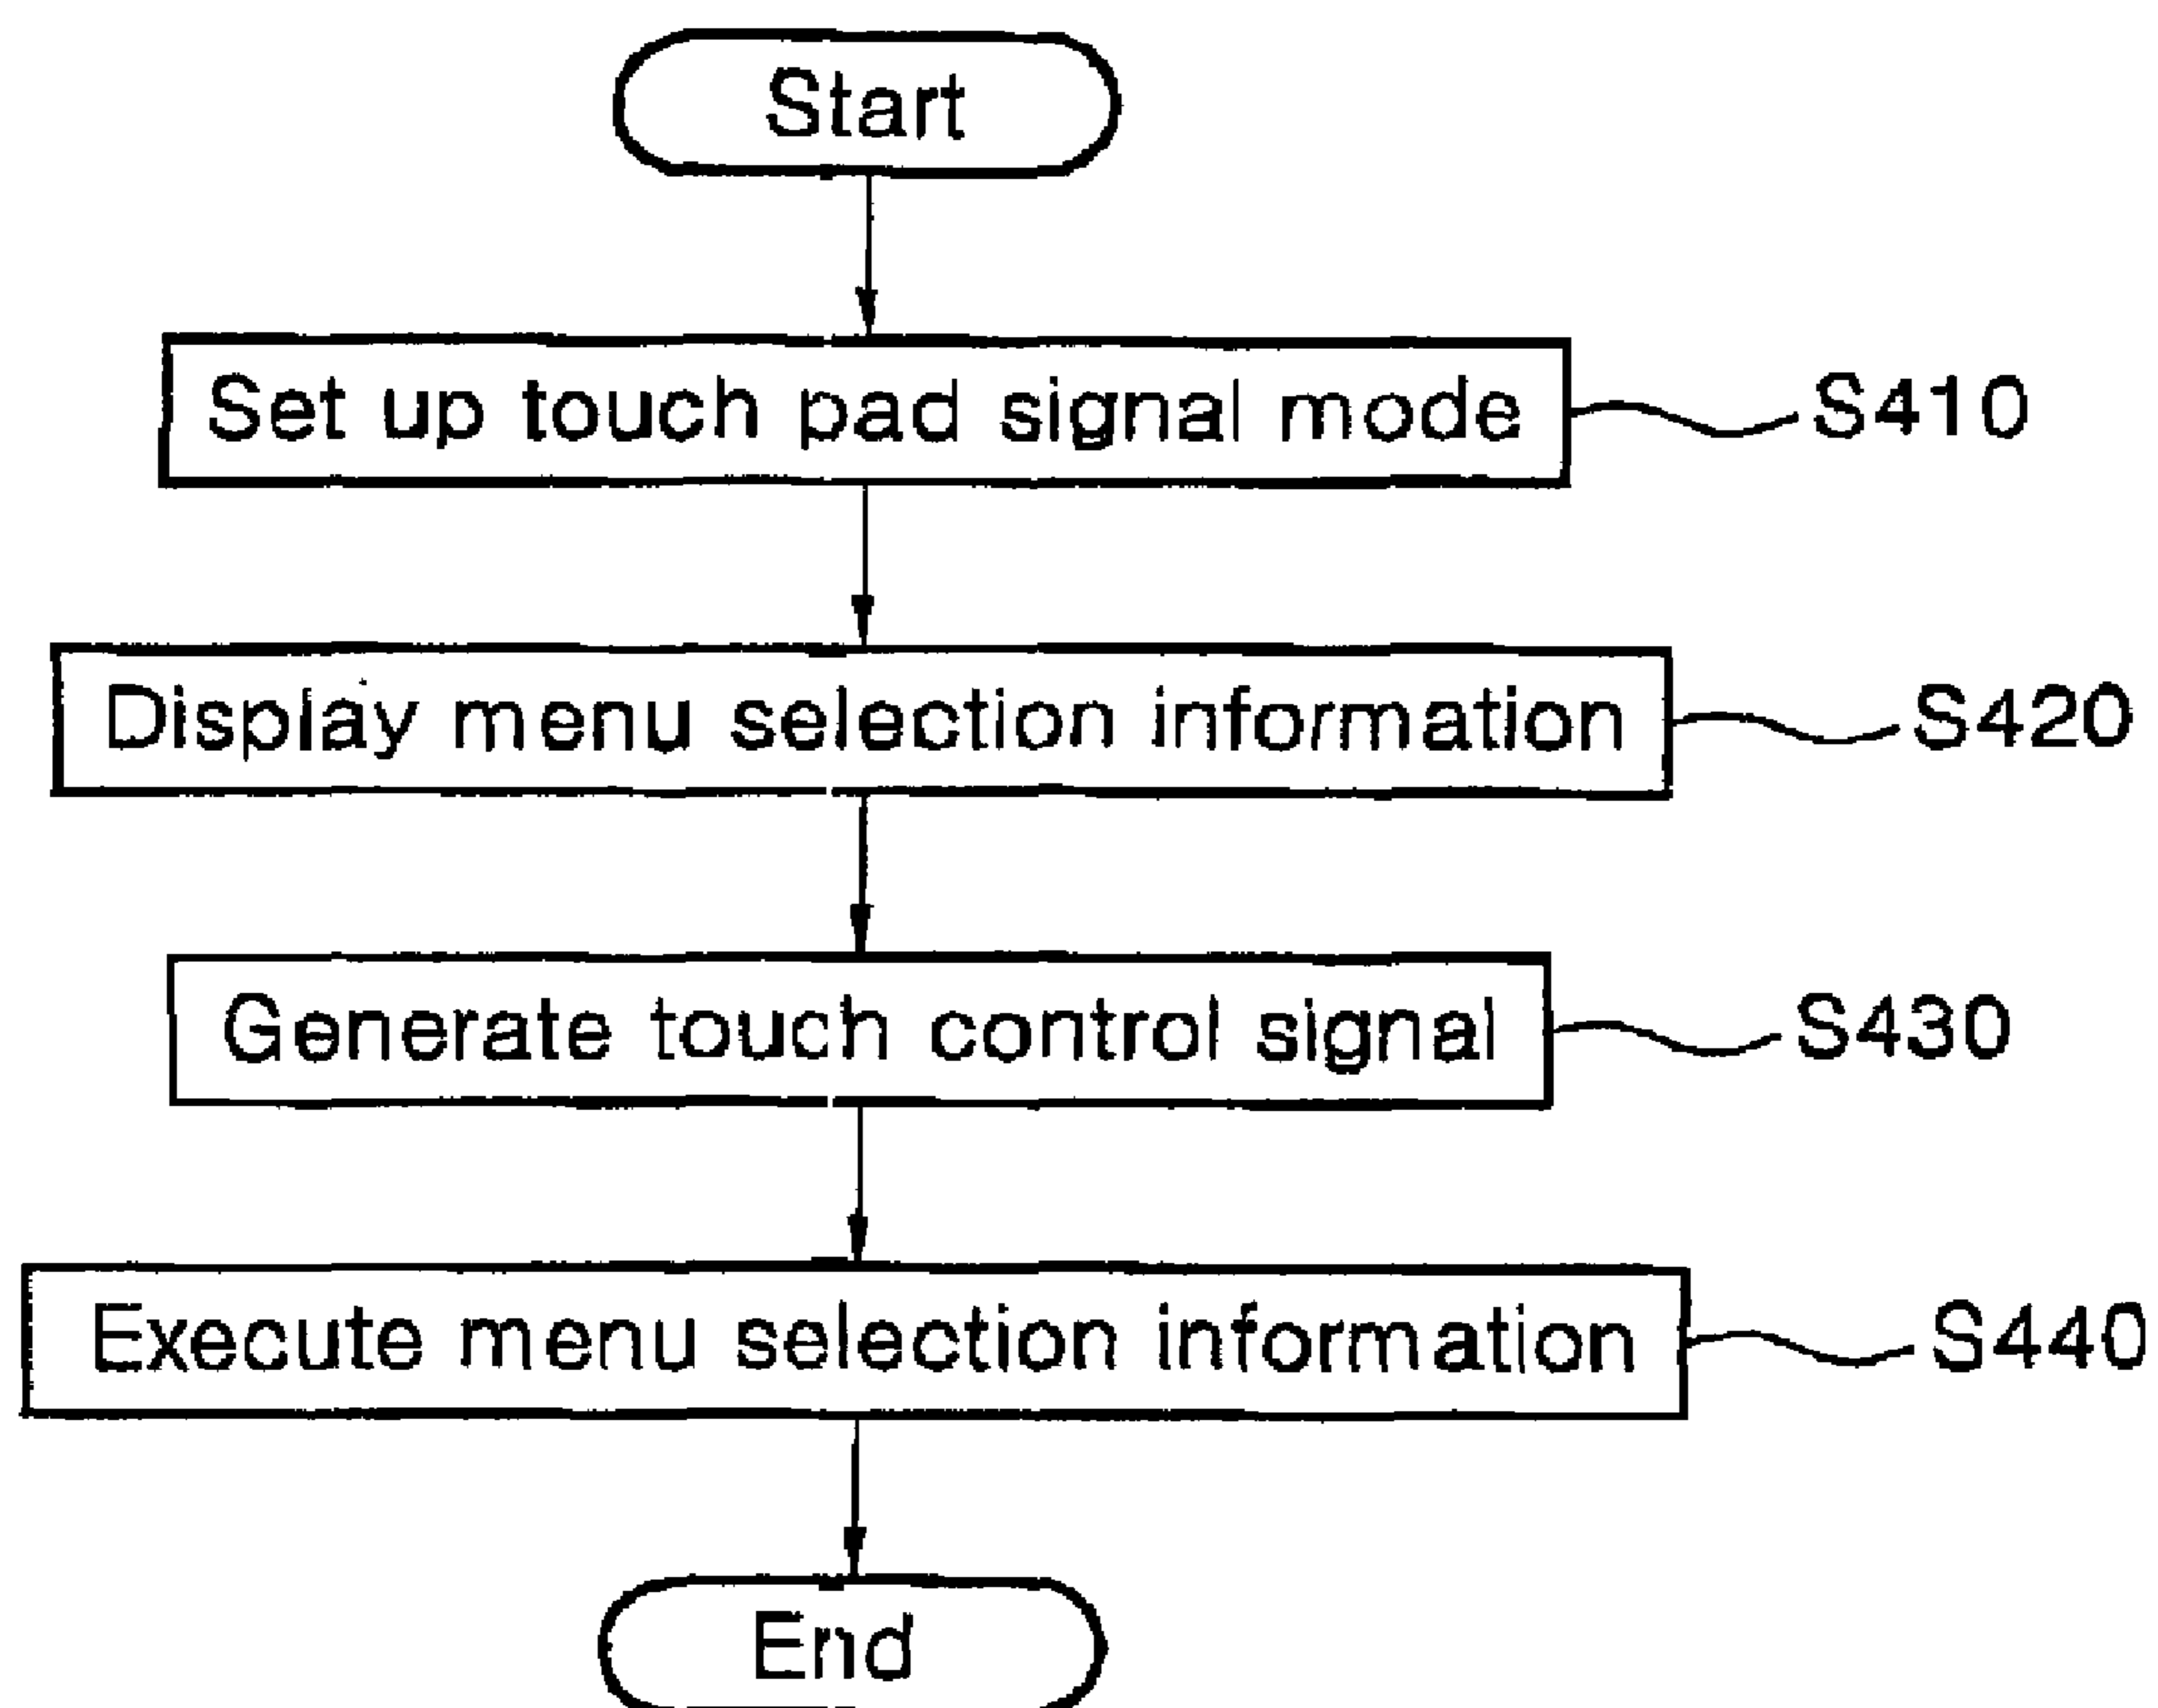 Start
Set up touch pad signal mode
S410
Display menu selection information
S420
Generate touch control signal
S430
Execute menu selection information
S440
End